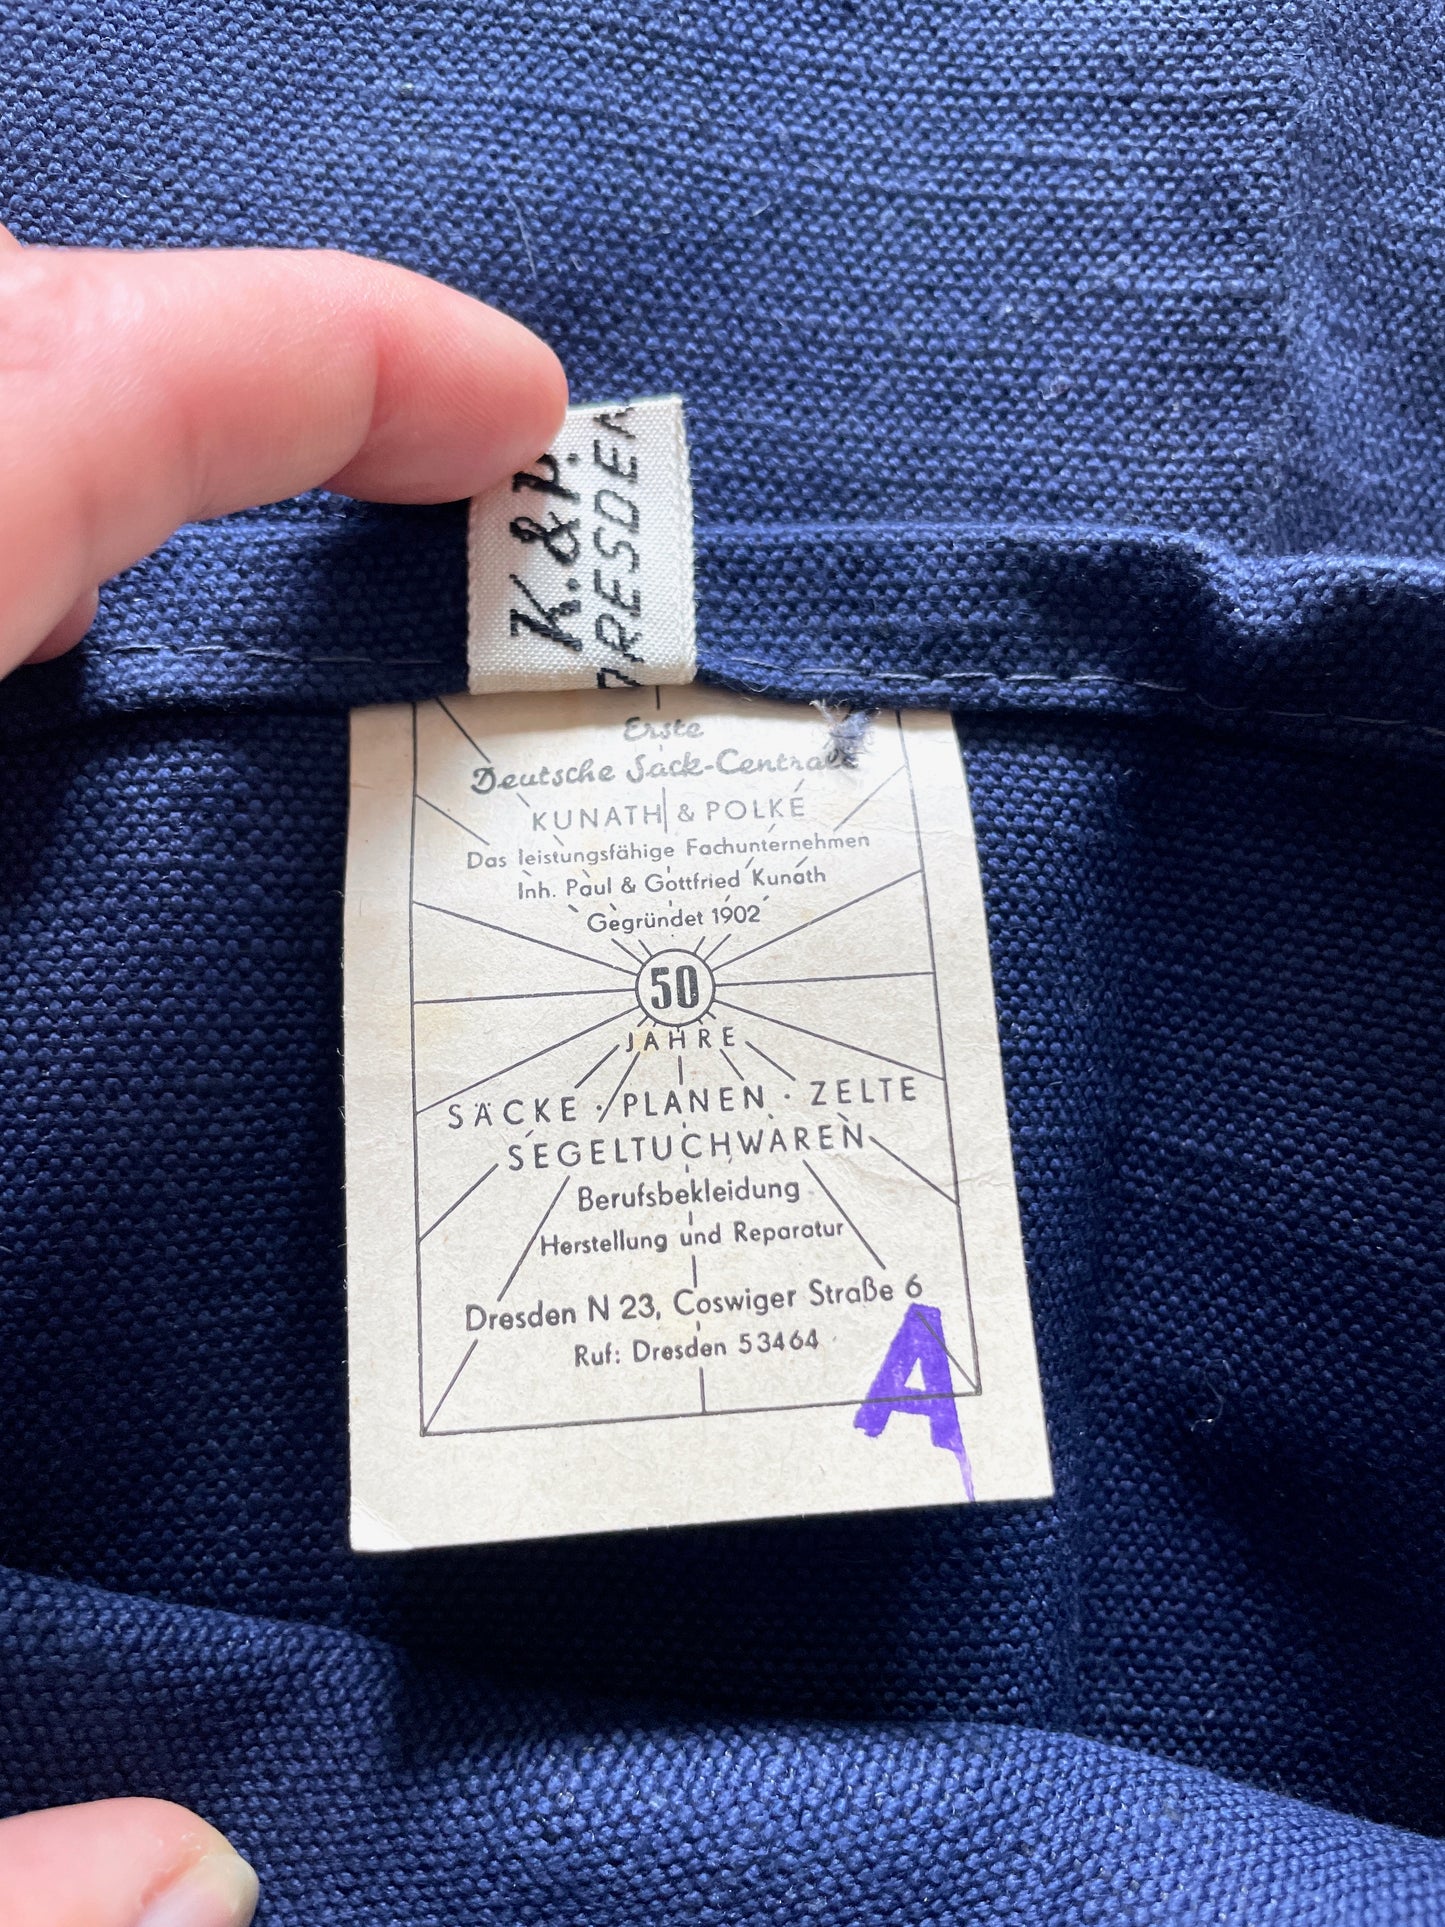 K. & P.
DRESDEN
Erste
Deutsche Sack-Centrale
KUNATH & POLKE
Das leistungsfähige Fachunternehmen
Inh. Paul & Gottfried Kunath
Gegründet 1902
50
JAHRE
SÄCKE · PLANEN · ZELTE
SEGELTUCHWAREN
Berufsbekleidung
Herstellung und Reparatur
Dresden N 23, Coswiger Straße 6
Ruf: Dresden 53464
A